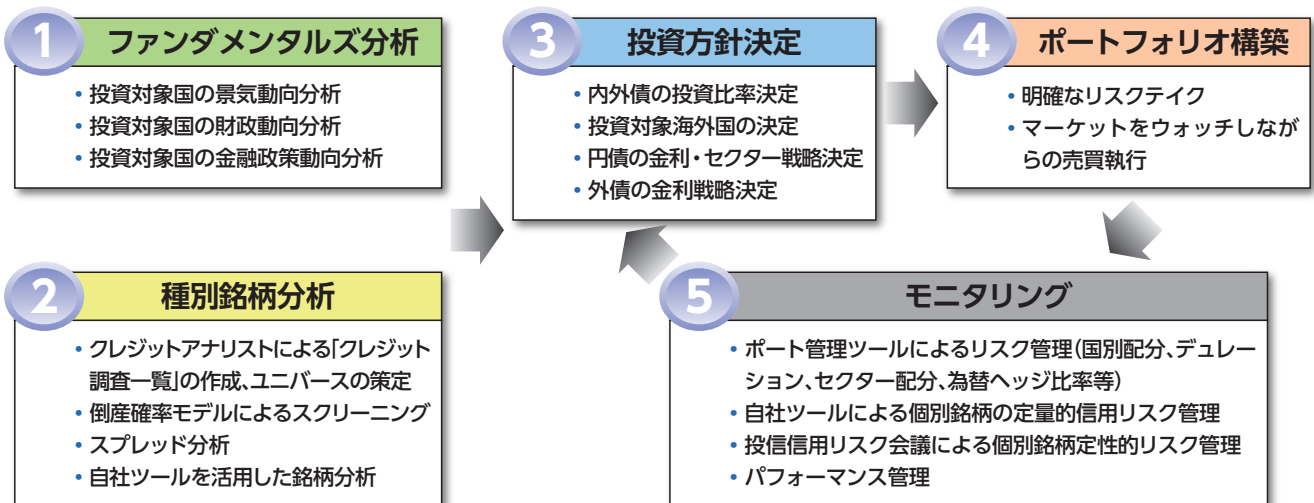 1
ファンダメンタルズ分析
• 投資対象国の景気動向分析
• 投資対象国の財政動向分析
• 投資対象国の金融政策動向分析
2
種別銘柄分析
• クレジットアナリストによる「クレジット
調査一覧」の作成、ユニバースの策定
• 倒産確率モデルによるスクリーニング
• スプレッド分析
• 自社ツールを活用した銘柄分析
3
投資方針決定
• 内外債の投資比率決定
• 投資対象海外国の決定
• 円債の金利・セクター戦略決定
• 外債の金利戦略決定
4
ポートフォリオ構築
• 明確なリスクテイク
• マーケットをウォッチしなが
らの売買執行
5
モニタリング
• ポート管理ツールによるリスク管理(国別配分、デュレー
ション、セクター配分、為替ヘッジ比率等)
• 自社ツールによる個別銘柄の定量的信用リスク管理
• 投信信用リスク会議による個別銘柄定性的リスク管理
• パフォーマンス管理